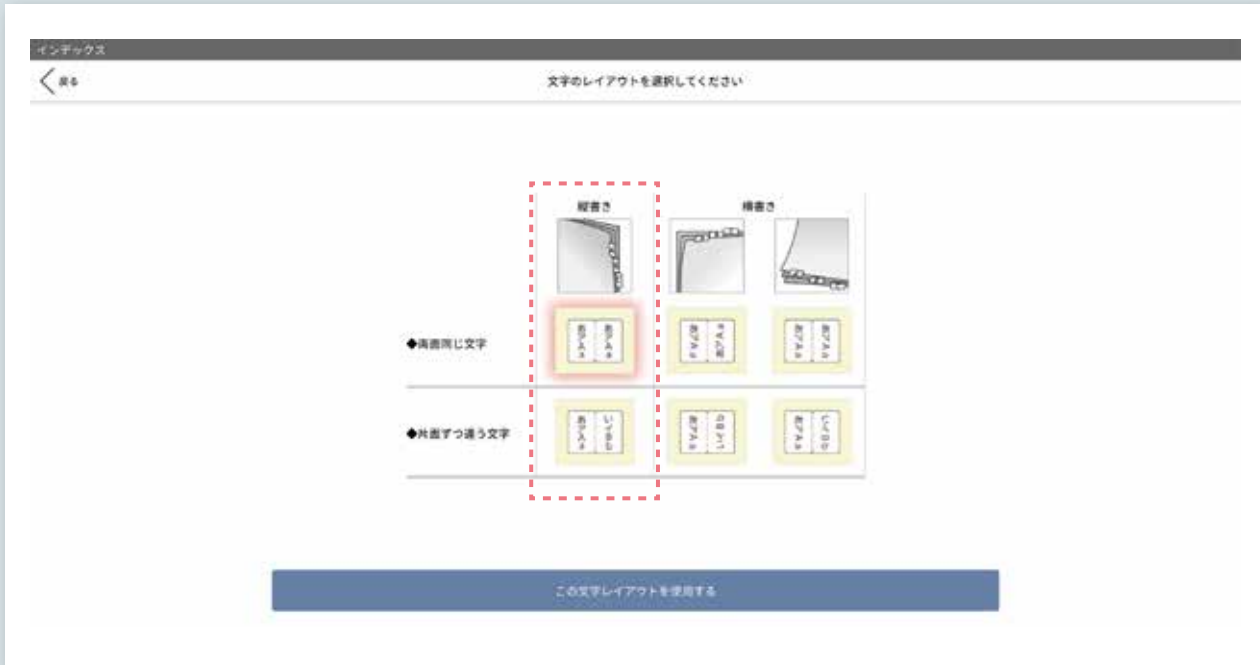 インデックス
戻る
文字のレイアウトを選択してください
縦書き
横書き
◆両面同じ文字
◆片面ずつ違う文字
この文字レイアウトを使用する